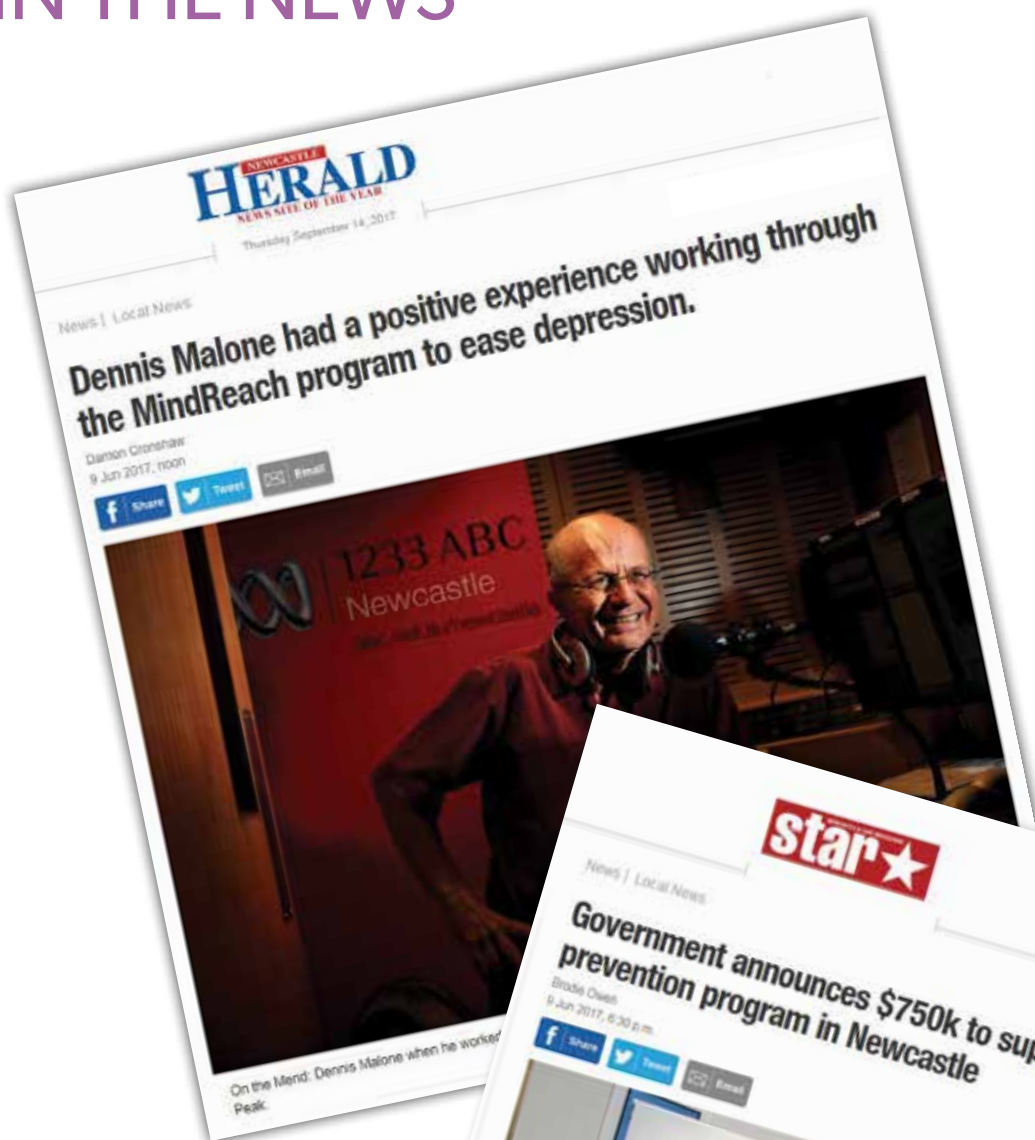 IN THE NEWS
NEWCASTLE
HERALD
NEWS SITE OF THE YEAR
Thursday September 14, 2017
News | Local News
Dennis Malone had a positive experience working through
the MindReach program to ease depression.
Damon Cronshaw
9 Jun 2017, noon
Share
Tweet
Email
1233 ABC
Newcastle
On the Mend: Dennis Malone when he worked
Peak.
star
News | Local News
Government announces $750k to sup
prevention program in Newcastle
Brodie Owen
9 Jun 2017, 6:30 p.m.
Share
Tweet
Email